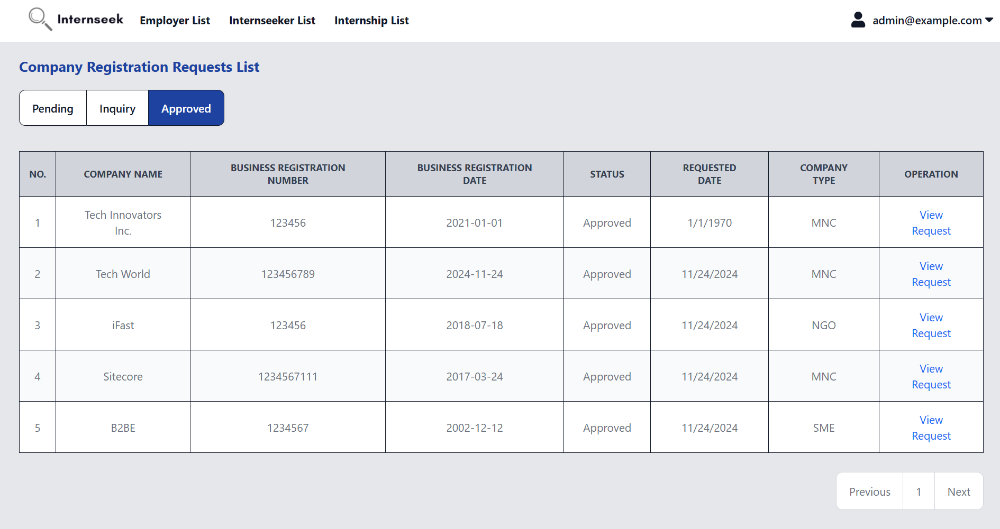 Internseek Employer List Internseeker List Internship List admin@example.com
Company Registration Requests List
Pending Inquiry Approved
NO. COMPANY NAME BUSINESS REGISTRATION NUMBER BUSINESS REGISTRATION DATE STATUS REQUESTED DATE COMPANY TYPE OPERATION
1 Tech Innovators Inc. 123456 2021-01-01 Approved 1/1/1970 MNC View Request
2 Tech World 123456789 2024-11-24 Approved 11/24/2024 MNC View Request
3 iFast 123456 2018-07-18 Approved 11/24/2024 NGO View Request
4 Sitecore 1234567111 2017-03-24 Approved 11/24/2024 MNC View Request
5 B2BE 1234567 2002-12-12 Approved 11/24/2024 SME View Request
Previous 1 Next